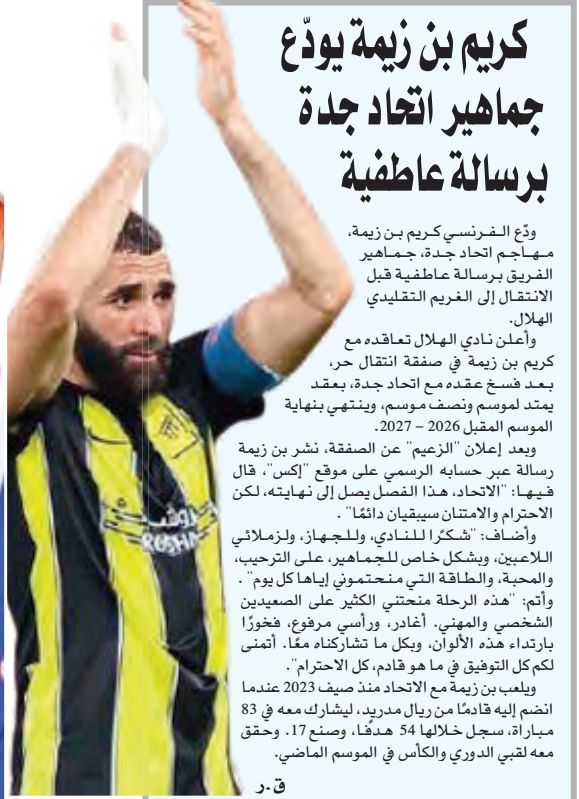 كريم بن زيمة يودّع
جماهير اتحاد جدة
برسالة عاطفية
ودّع الفرنسي كريم بن زيمة،
مهاجم اتحاد جدة، جماهير
الفريق برسالة عاطفية قبل
الانتقال إلى الغريم التقليدي
الهلال.
وأعلن نادي الهلال تعاقده مع
كريم بن زيمة في صفقة انتقال حر،
بعد فسخ عقده مع اتحاد جدة، بعقد
يمتد لموسم ونصف موسم، وينتهي بنهاية
الموسم المقبل 2026 – 2027.
وبعد إعلان "الزعيم" عن الصفقة، نشر بن زيمة
رسالة عبر حسابه الرسمي على موقع "إكس"، قال
فيها: "الاتحاد، هذا الفصل يصل إلى نهايته، لكن
الاحترام والامتنان سيبقيان دائمًا".
وأضاف: "شكرًا للنادي، وللجهاز، ولزملائي
اللاعبين، وبشكل خاص للجماهير، على الترحيب،
والمحبة، والطاقة التي منحتموني إياها كل يوم".
وأتم: "هذه الرحلة منحتني الكثير على الصعيدين
الشخصي والمهني. أغادر، ورأسي مرفوع، فخورًا
بارتداء هذه الألوان، وبكل ما تشاركناه معًا. أتمنى
لكم كل التوفيق في ما هو قادم، كل الاحترام".
ويلعب بن زيمة مع الاتحاد منذ صيف 2023 عندما
انضم إليه قادمًا من ريال مدريد، ليشارك معه في 83
مباراة، سجل خلالها 54 هدفًا، وصنع 17. وحقق
معه لقبي الدوري والكأس في الموسم الماضي.
ق.ر
روشن
ROSHN